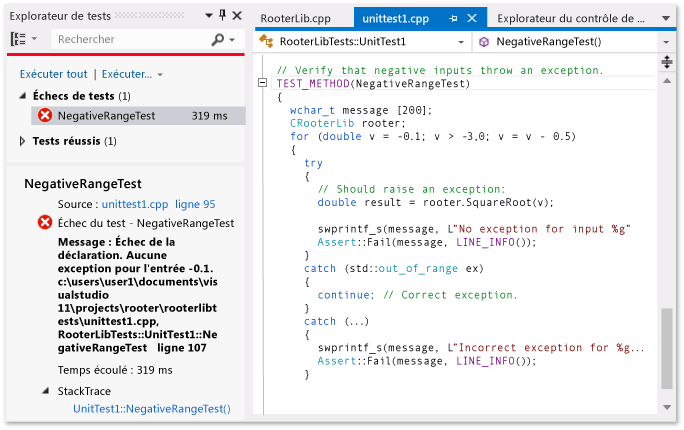 Explorateur de tests
Rechercher
Exécuter tout | Exécuter...
Échecs de tests (1)
NegativeRangeTest 319 ms
Tests réussis (1)
NegativeRangeTest
Source : unittest1.cpp ligne 95
Échec du test - NegativeRangeTest
Message : Échec de la
déclaration. Aucune
exception pour l'entrée -0.1.
c:\users\user1\documents\vis
ualstudio
11\projects\rooter\rooterlibt
ests\unittest1.cpp,
RooterLibTests::UnitTest1::Ne
gativeRangeTest ligne 107
Temps écoulé : 319 ms
StackTrace
UnitTest1::NegativeRangeTest()
RooterLib.cpp unittest1.cpp Explorateur du contrôle de ...
RooterLibTests::UnitTest1 NegativeRangeTest()
// Verify that negative inputs throw an exception.
TEST_METHOD(NegativeRangeTest)
{
wchar_t message [200];
CRooterLib rooter;
for (double v = -0.1; v > -3,0; v = v - 0.5)
{
try
{
// Should raise an exception:
double result = rooter.SquareRoot(v);
swprintf_s(message, L"No exception for input %g"
Assert::Fail(message, LINE_INFO());
}
catch (std::out_of_range ex)
{
continue; // Correct exception.
}
catch (...)
{
swprintf_s(message, L"Incorrect exception for %g...
Assert::Fail(message, LINE_INFO());
}